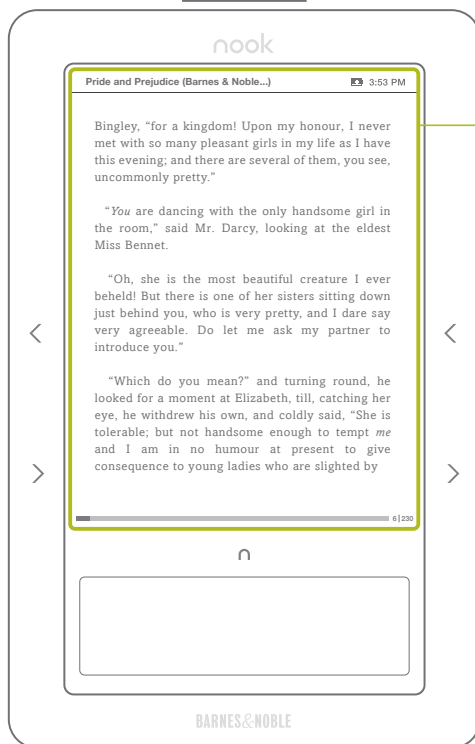 nook
Pride and Prejudice (Barnes & Noble...) 3:53 PM
Bingley, “for a kingdom! Upon my honour, I never
met with so many pleasant girls in my life as I have
this evening; and there are several of them, you see,
uncommonly pretty.”
“You are dancing with the only handsome girl in
the room,” said Mr. Darcy, looking at the eldest
Miss Bennet.
“Oh, she is the most beautiful creature I ever
beheld! But there is one of her sisters sitting down
just behind you, who is very pretty, and I dare say
very agreeable. Do let me ask my partner to
introduce you.”
“Which do you mean?” and turning round, he
looked for a moment at Elizabeth, till, catching her
eye, he withdrew his own, and coldly said, “She is
tolerable; but not handsome enough to tempt me
and I am in no humour at present to give
consequence to young ladies who are slighted by
6|230
BARNES&NOBLE